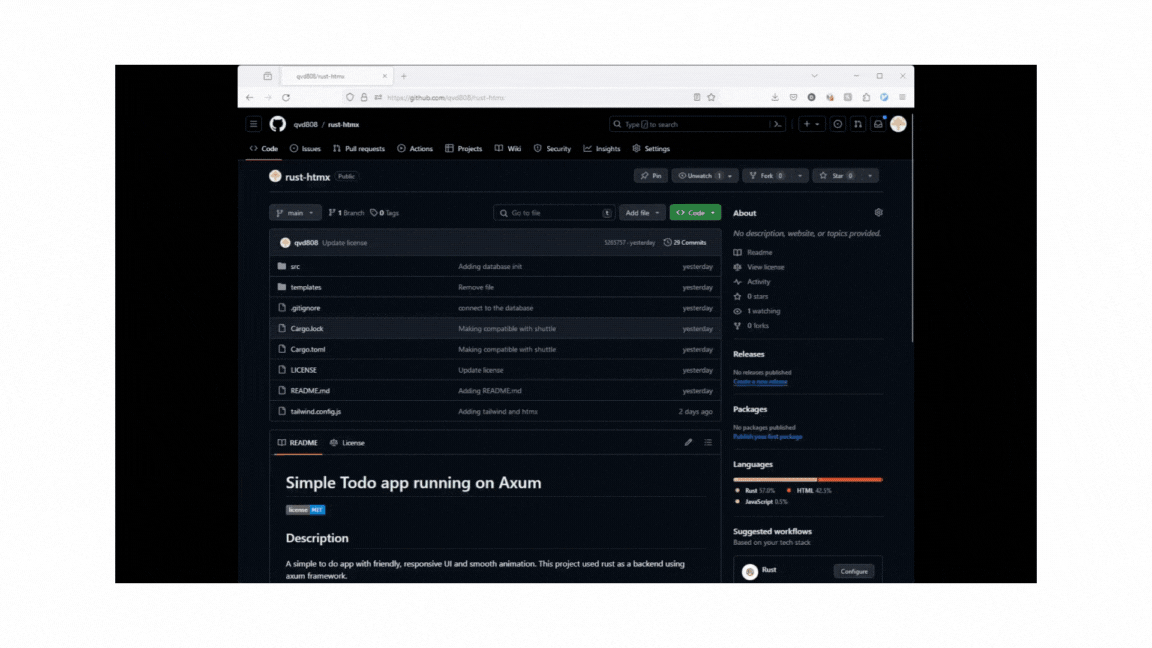 qvd808/rust-htmx
https://github.com/qvd808/rust-htmx
qvd808 / rust-htmx
Type / to search
Code Issues Pull requests Actions Projects Wiki Security Insights Settings
rust-htmx Public
Pin Unwatch 1 Fork 0 Star 0
main 1 Branch 0 Tags Go to file t Add file Code
qvd808 Update license 5265757 · yesterday 29 Commits
src Adding database init yesterday
templates Remove file yesterday
.gitignore connect to the database yesterday
Cargo.lock Making compatible with shuttle yesterday
Cargo.toml Making compatible with shuttle yesterday
LICENSE Update license yesterday
README.md Adding README.md yesterday
tailwind.config.js Adding tailwind and htmx 2 days ago
README License
Simple Todo app running on Axum
license MIT
Description
A simple to do app with friendly, responsive UI and smooth animation. This project used rust as a backend using
axum framework.
About
No description, website, or topics provided.
Readme
View license
Activity
0 stars
1 watching
0 forks
Releases
No releases published
Create a new release
Packages
No packages published
Publish your first package
Languages
Rust 57.0% HTML 42.5%
JavaScript 0.5%
Suggested workflows
Based on your tech stack
Rust Configure